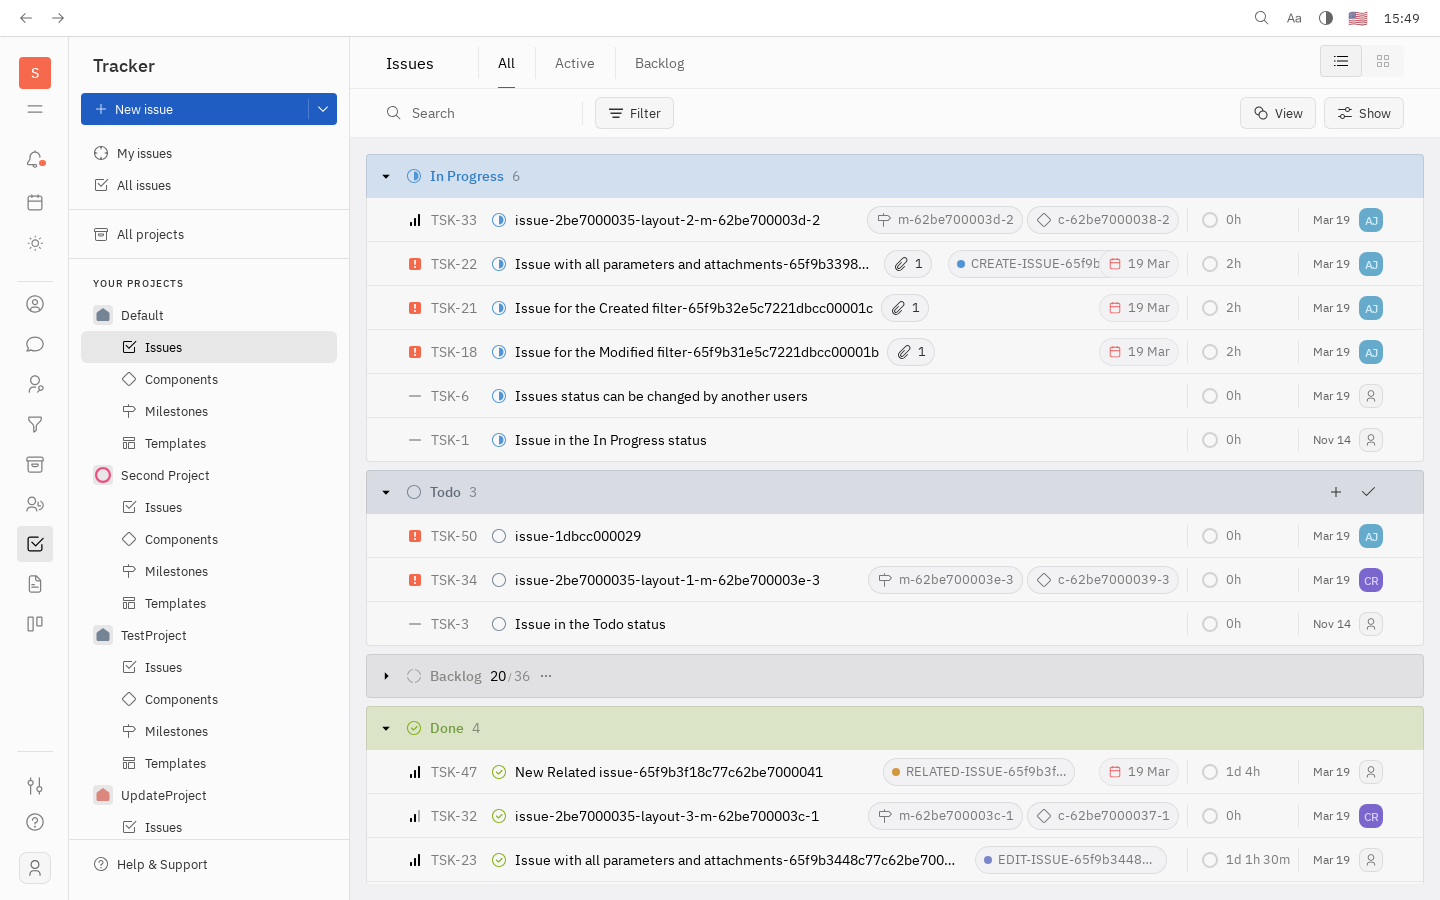 Aa 15:49
S
Tracker
New issue
My issues
All issues
All projects
YOUR PROJECTS
Default
Issues
Components
Milestones
Templates
Second Project
Issues
Components
Milestones
Templates
TestProject
Issues
Components
Milestones
Templates
UpdateProject
Issues
Help & Support
Issues All Active Backlog
Search Filter View Show
In Progress 6
TSK-33 issue-2be7000035-layout-2-m-62be700003d-2 m-62be700003d-2 c-62be7000038-2 0h Mar 19 AJ
TSK-22 Issue with all parameters and attachments-65f9b3398... 1 CREATE-ISSUE-65f9b 19 Mar 2h Mar 19 AJ
TSK-21 Issue for the Created filter-65f9b32e5c7221dbcc00001c 1 19 Mar 2h Mar 19 AJ
TSK-18 Issue for the Modified filter-65f9b31e5c7221dbcc00001b 1 19 Mar 2h Mar 19 AJ
TSK-6 Issues status can be changed by another users 0h Mar 19
TSK-1 Issue in the In Progress status 0h Nov 14
Todo 3
TSK-50 issue-1dbcc000029 0h Mar 19 AJ
TSK-34 issue-2be7000035-layout-1-m-62be700003e-3 m-62be700003e-3 c-62be7000039-3 0h Mar 19 CR
TSK-3 Issue in the Todo status 0h Nov 14
Backlog 20 / 36 ...
Done 4
TSK-47 New Related issue-65f9b3f18c77c62be7000041 RELATED-ISSUE-65f9b3f... 19 Mar 1d 4h Mar 19
TSK-32 issue-2be7000035-layout-3-m-62be700003c-1 m-62be700003c-1 c-62be7000037-1 0h Mar 19 CR
TSK-23 Issue with all parameters and attachments-65f9b3448c77c62be700... EDIT-ISSUE-65f9b3448... 1d 1h 30m Mar 19